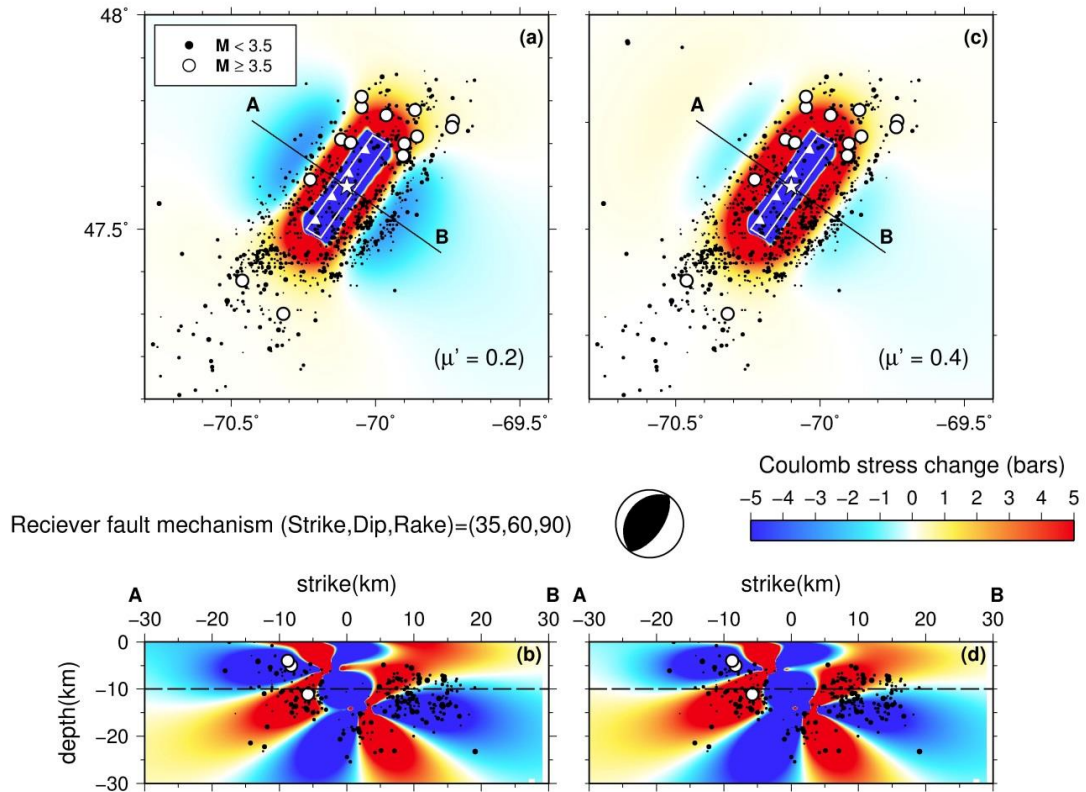 48˚
(a)
(c)
M < 3.5
M ≥ 3.5
A
A
47.5˚
B
B
(μ' = 0.2)
(μ' = 0.4)
−70.5˚ −70˚ −69.5˚
−70.5˚ −70˚ −69.5˚
Coulomb stress change (bars)
−5 −4 −3 −2 −1 0 1 2 3 4 5
Reciever fault mechanism (Strike,Dip,Rake)=(35,60,90)
strike(km)
strike(km)
A B A B
−30 −20 −10 0 10 20 30
−30 −20 −10 0 10 20 30
0
(b)
(d)
−10
−20
−30
depth(km)